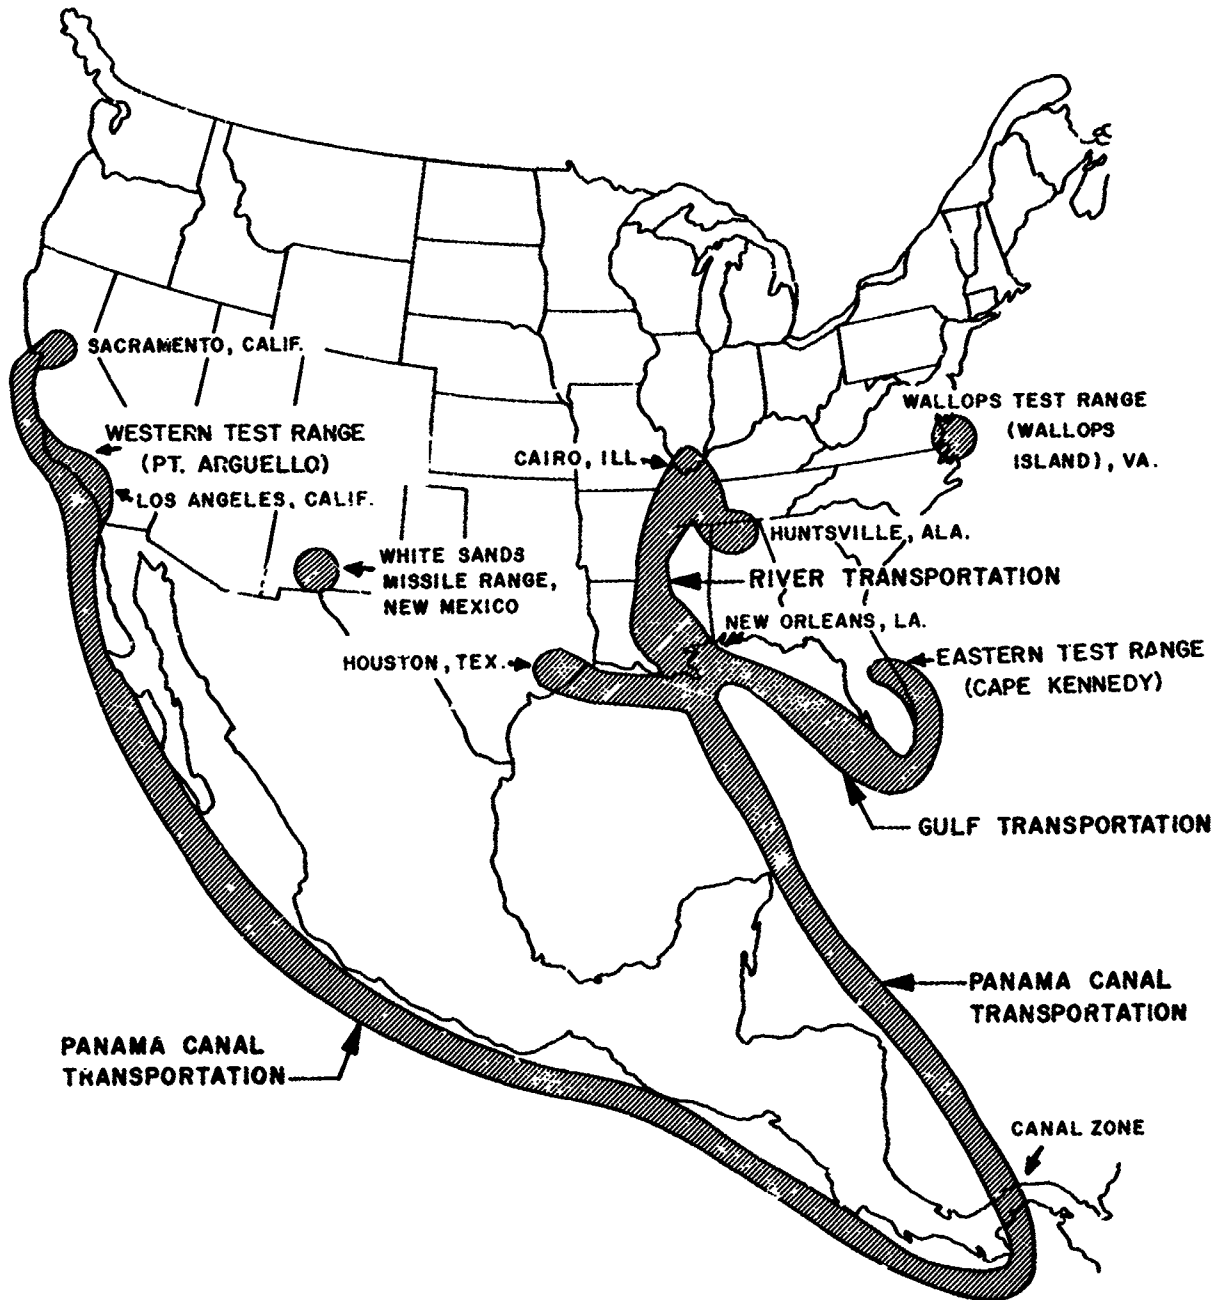 SACRAMENTO, CALIF.
WALLOPS TEST RANGE
(WALLOPS
ISLAND), VA.
WESTERN TEST RANGE
(PT. ARGUELLO)
CAIRO, ILL
LOS ANGELES, CALIF.
HUNTSVILLE, ALA.
WHITE SANDS
MISSILE RANGE,
NEW MEXICO
RIVER TRANSPORTATION
NEW ORLEANS, LA.
HOUSTON, TEX.
EASTERN TEST RANGE
(CAPE KENNEDY)
GULF TRANSPORTATION
PANAMA CANAL
TRANSPORTATION
PANAMA CANAL
TRANSPORTATION
CANAL ZONE